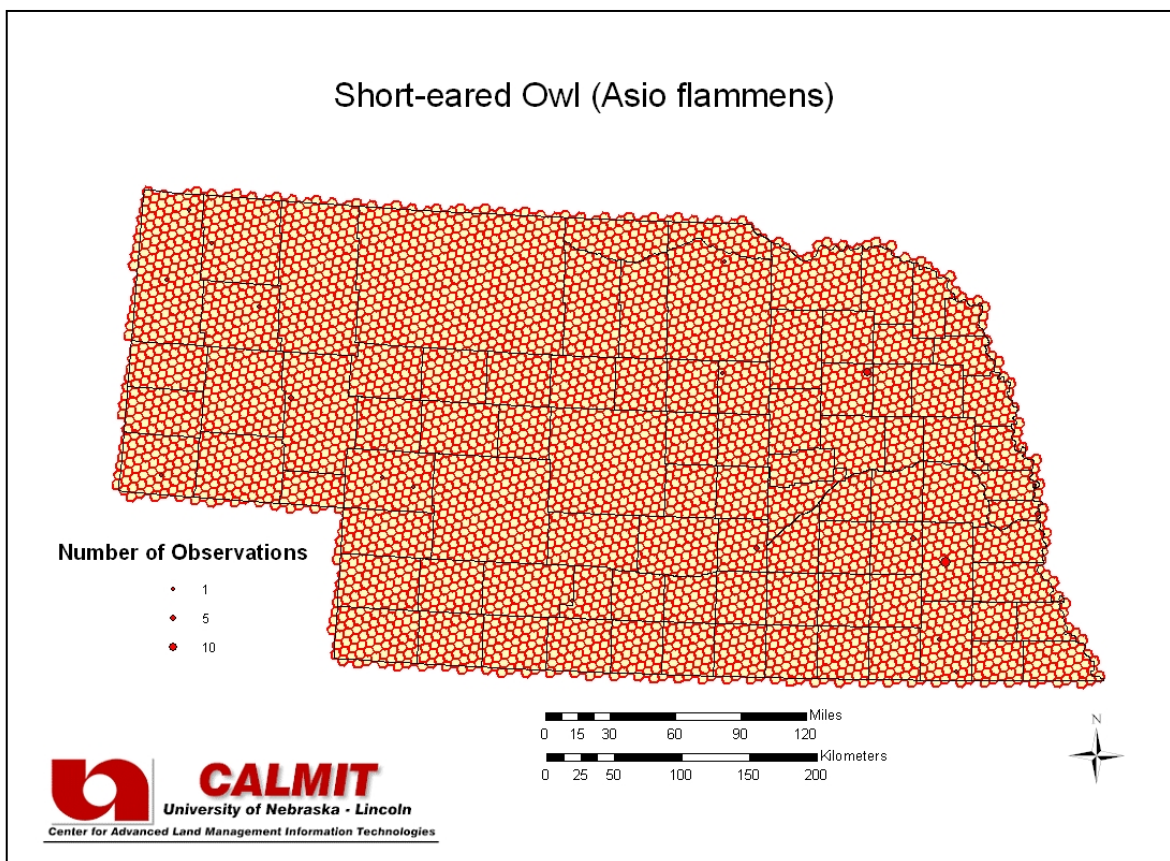 Short-eared Owl (Asio flammens)
Number of Observations
1
5
10
Miles
0 15 30 60 90 120
Kilometers
0 25 50 100 150 200
N
CALMIT
University of Nebraska - Lincoln
Center for Advanced Land Management Information Technologies